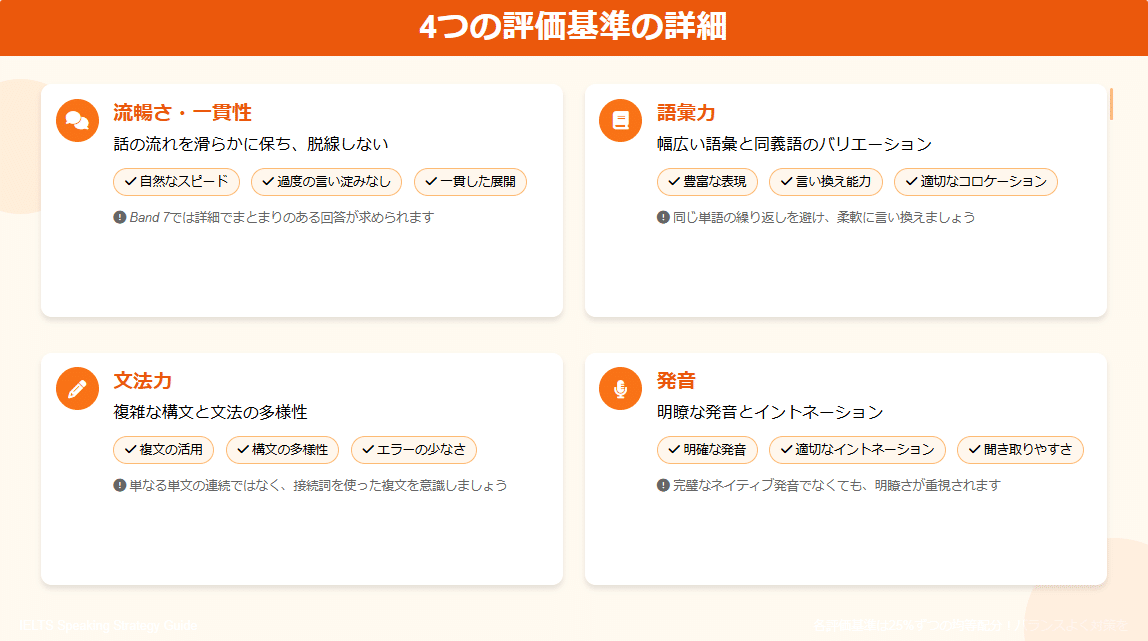 4つの評価基準の詳細
流暢さ・一貫性
話の流れを滑らかに保ち、脱線しない
自然なスピード
過度の言い淀みなし
一貫した展開
Band 7では詳細でまとまりのある回答が求められます
語彙力
幅広い語彙と同義語のバリエーション
豊富な表現
言い換え能力
適切なコロケーション
同じ単語の繰り返しを避け、柔軟に言い換えましょう
文法力
複雑な構文と文法の多様性
複文の活用
構文の多様性
エラーの少なさ
単なる単文の連続ではなく、接続詞を使った複文を意識しましょう
発音
明瞭な発音とイントネーション
明確な発音
適切なイントネーション
聞き取りやすさ
完璧なネイティブ発音でなくても、明瞭さが重視されます
IELTS Speaking Strategy Guide